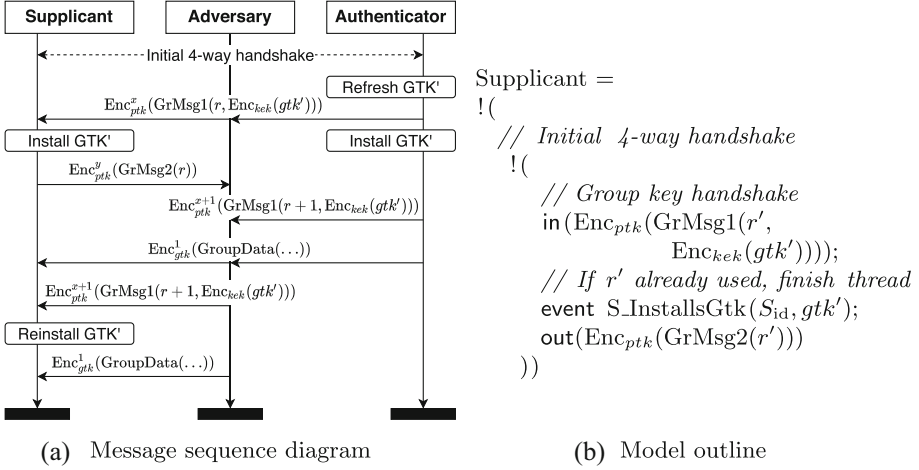 Supplicant
Adversary
Authenticator
Initial 4-way handshake
Refresh GTK'
Enc^x_ptk(GrMsg1(r, Enc_kek(gtk')))
Install GTK'
Install GTK'
Enc^y_ptk(GrMsg2(r))
Enc^{x+1}_ptk(GrMsg1(r + 1, Enc_kek(gtk')))
Enc^1_gtk(GroupData(...))
Enc^{x+1}_ptk(GrMsg1(r + 1, Enc_kek(gtk')))
Reinstall GTK'
Enc^1_gtk(GroupData(...))
(a) Message sequence diagram
Supplicant =
!(
// Initial 4-way handshake
!(
// Group key handshake
in(Enc_ptk(GrMsg1(r',
Enc_kek(gtk'))));
// If r' already used, finish thread
event S_InstallsGtk(S_id, gtk');
out(Enc_ptk(GrMsg2(r')))
))
(b) Model outline